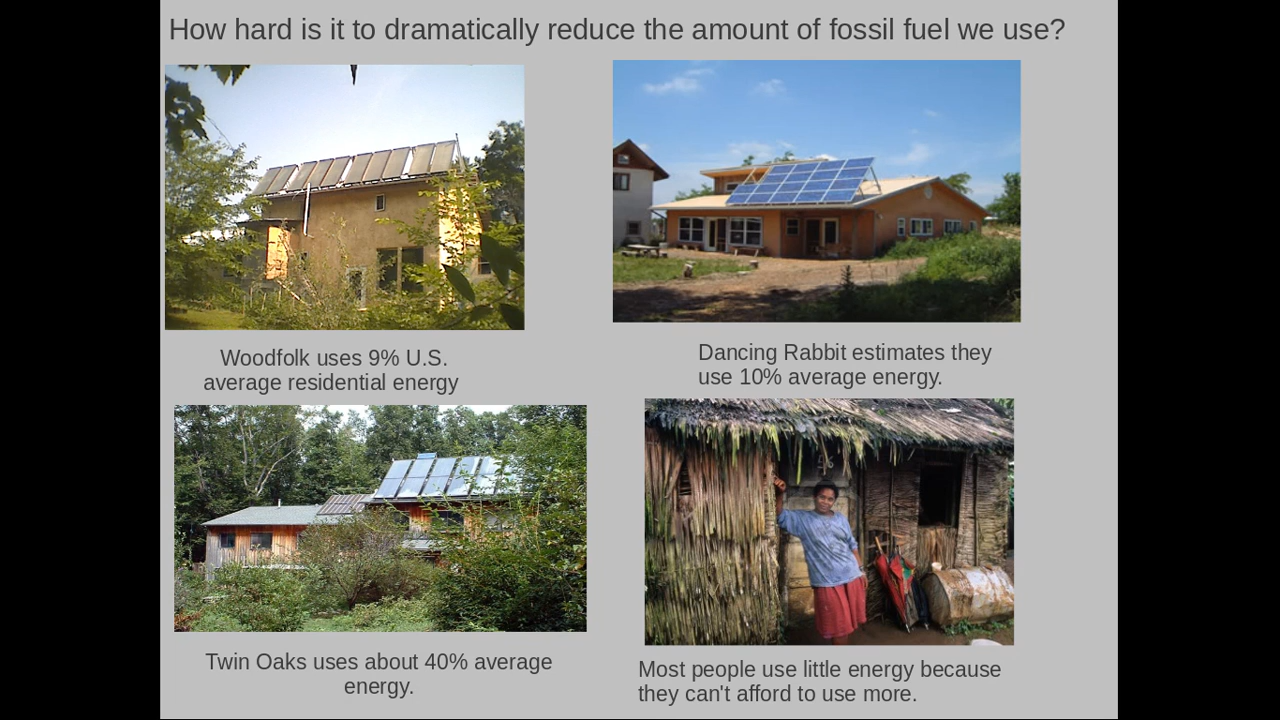 How hard is it to dramatically reduce the amount of fossil fuel we use?
Woodfolk uses 9% U.S.
average residential energy
Dancing Rabbit estimates they
use 10% average energy.
Twin Oaks uses about 40% average
energy.
Most people use little energy because
they can't afford to use more.